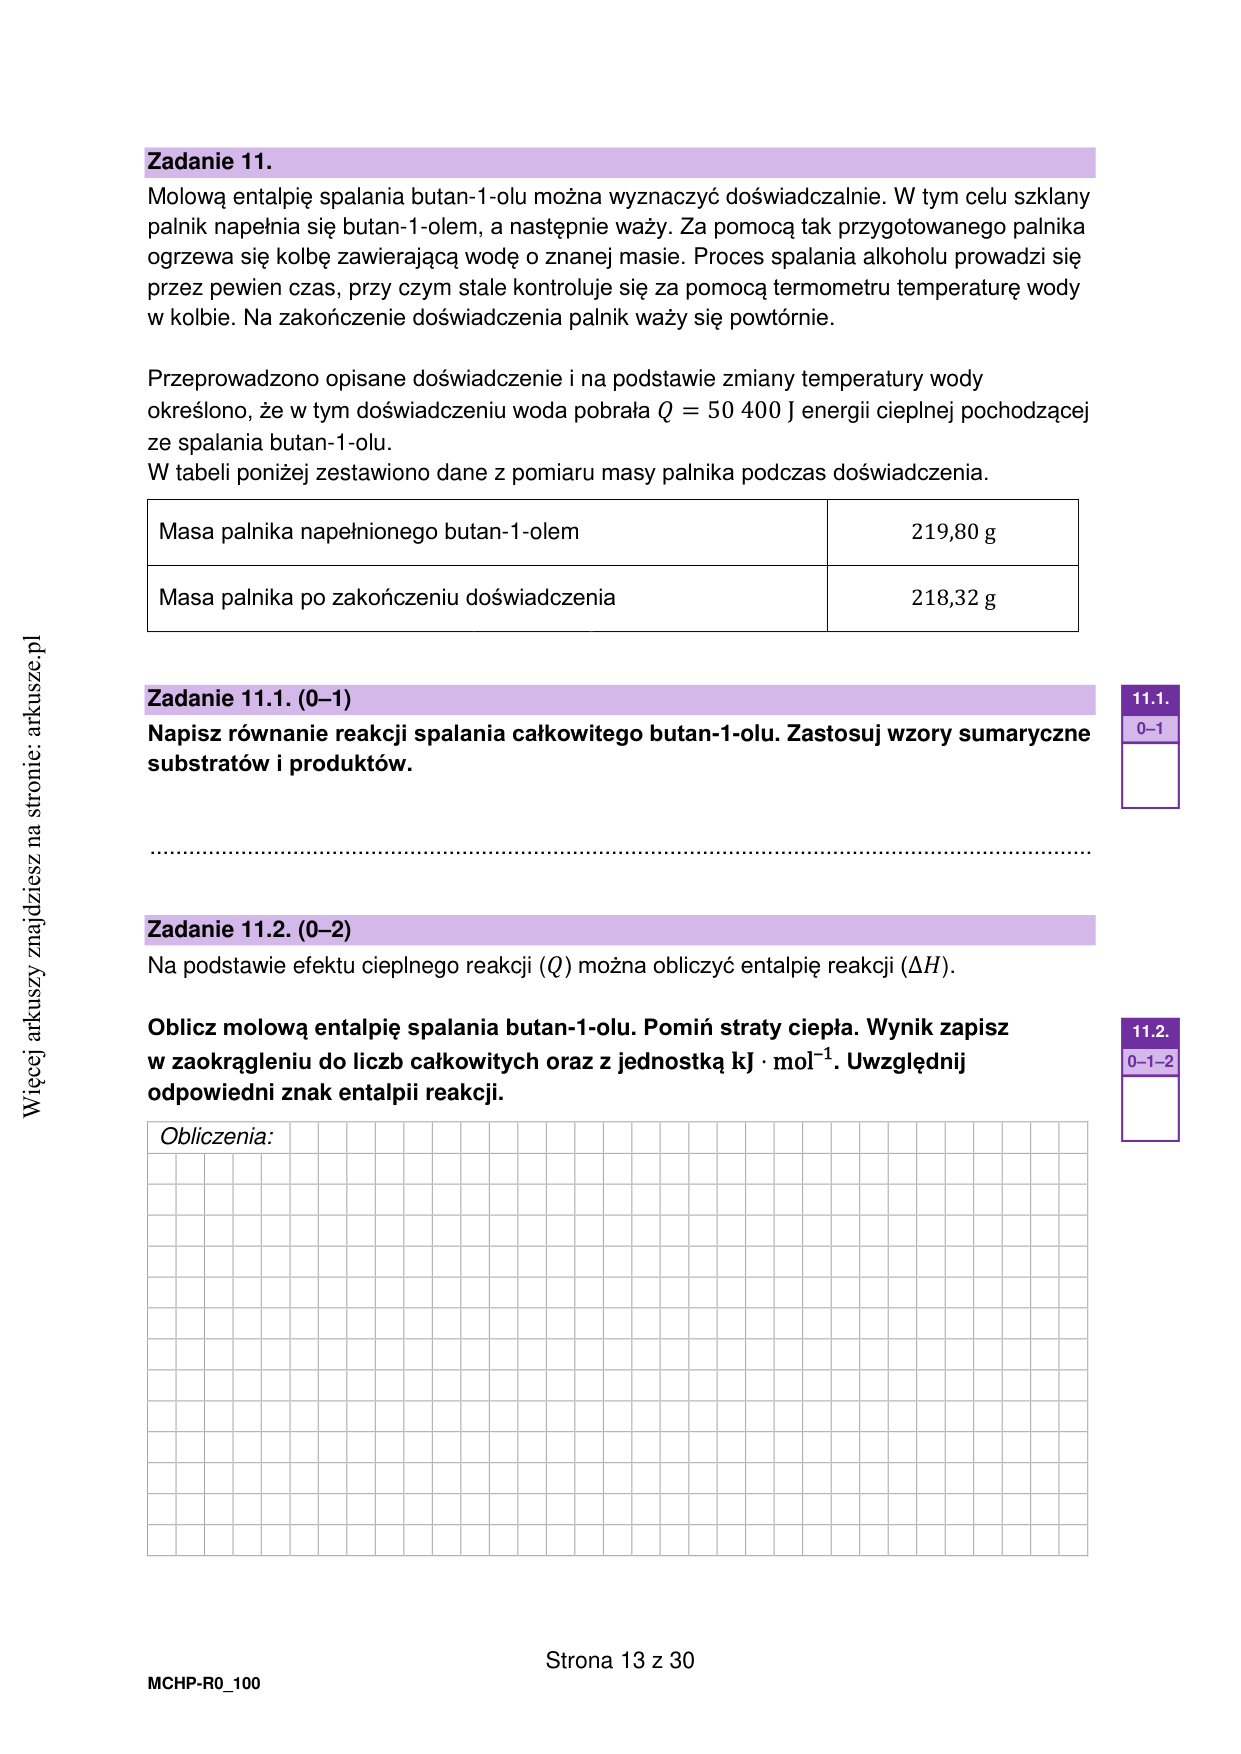 Zadanie 11.
Molową entalpię spalania butan-1-olu można wyznaczyć doświadczalnie. W tym celu szklany
palnik napełnia się butan-1-olem, a następnie waży. Za pomocą tak przygotowanego palnika
ogrzewa się kolbę zawierającą wodę o znanej masie. Proces spalania alkoholu prowadzi się
przez pewien czas, przy czym stale kontroluje się za pomocą termometru temperaturę wody
w kolbie. Na zakończenie doświadczenia palnik waży się powtórnie.
Przeprowadzono opisane doświadczenie i na podstawie zmiany temperatury wody
określono, że w tym doświadczeniu woda pobrała Q = 50 400 J energii cieplnej pochodzącej
ze spalania butan-1-olu.
W tabeli poniżej zestawiono dane z pomiaru masy palnika podczas doświadczenia.
Masa palnika napełnionego butan-1-olem 219,80 g
Masa palnika po zakończeniu doświadczenia 218,32 g
Zadanie 11.1. (0–1)
Napisz równanie reakcji spalania całkowitego butan-1-olu. Zastosuj wzory sumaryczne
substratów i produktów.
11.1.
0–1
Zadanie 11.2. (0–2)
Na podstawie efektu cieplnego reakcji (Q) można obliczyć entalpię reakcji (ΔH).
Oblicz molową entalpię spalania butan-1-olu. Pomiń straty ciepła. Wynik zapisz
w zaokrągleniu do liczb całkowitych oraz z jednostką kJ · mol⁻¹. Uwzględnij
odpowiedni znak entalpii reakcji.
11.2.
0–1–2
Obliczenia:
Strona 13 z 30
MCHP-R0_100
Więcej arkuszy znajdziesz na stronie: arkusze.pl